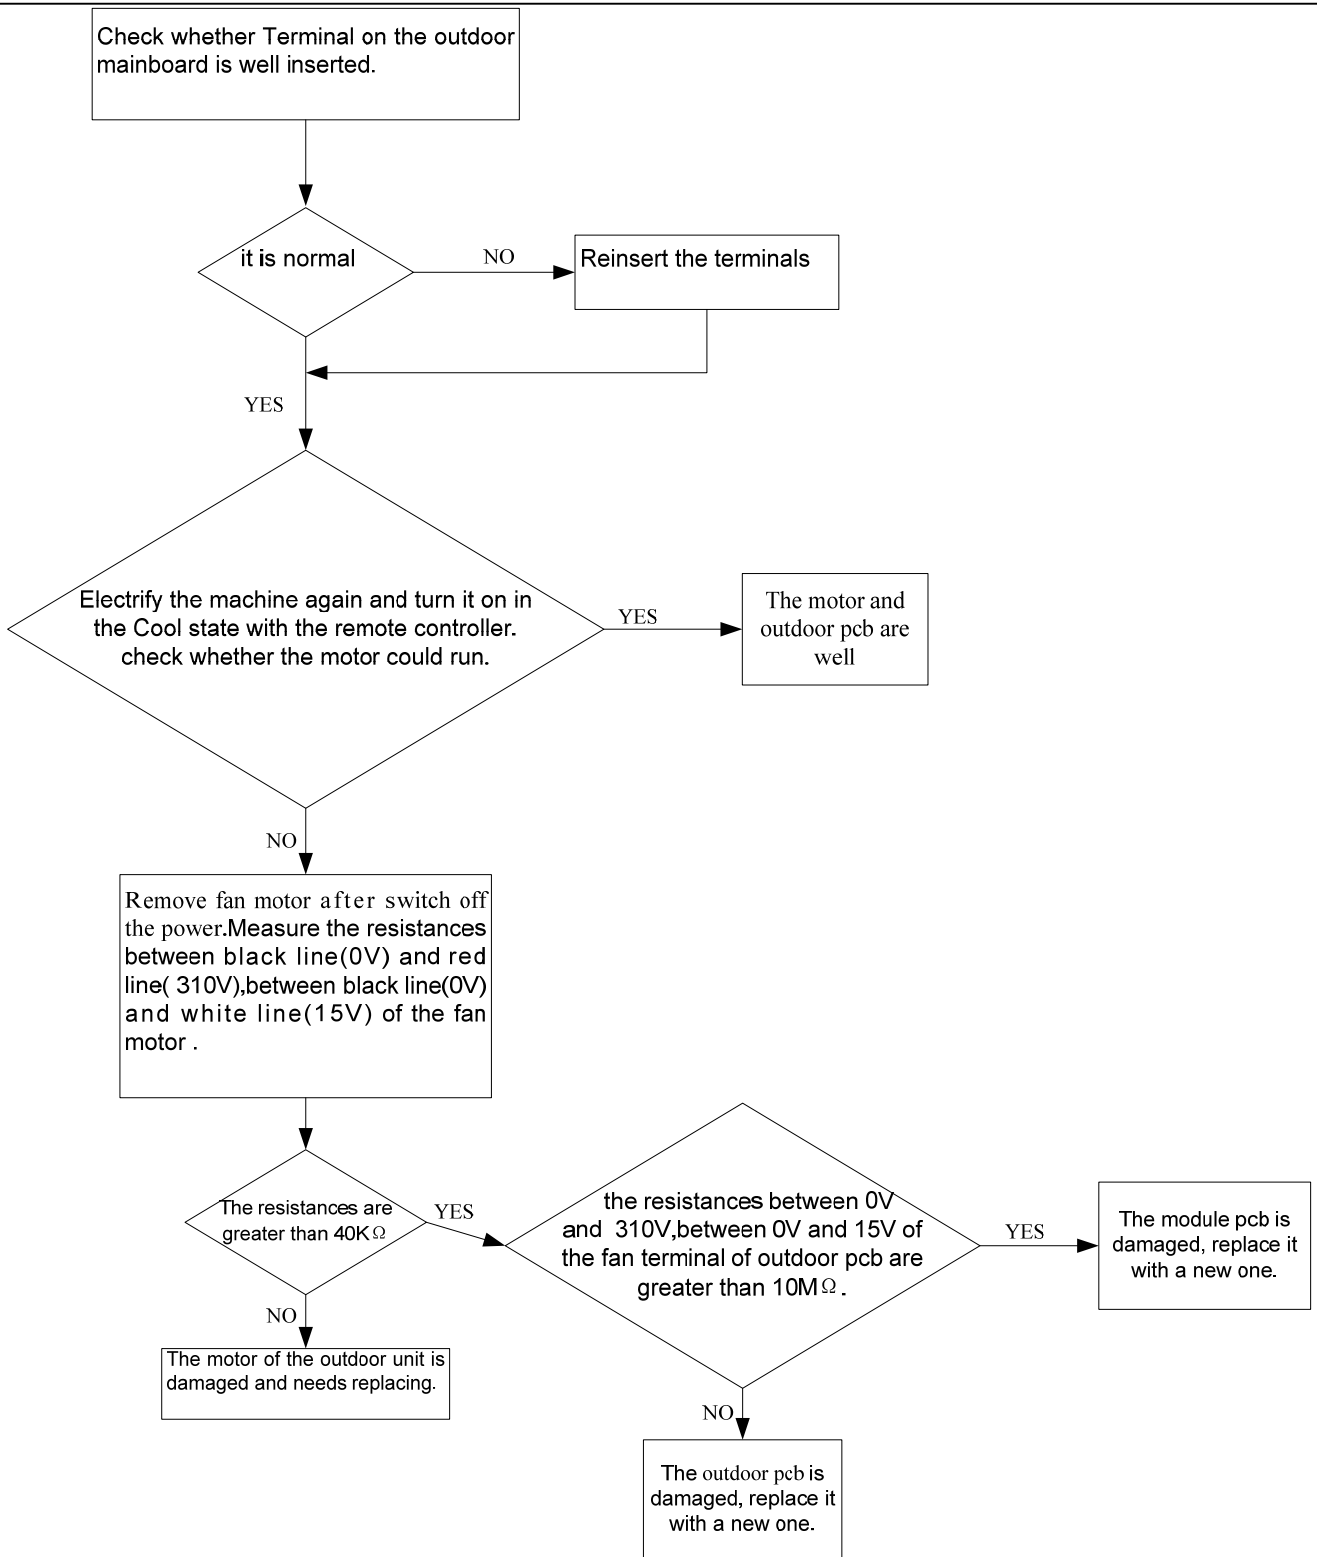 Check whether Terminal on the outdoor
mainboard is well inserted.
it is normal
NO
Reinsert the terminals
YES
Electrify the machine again and turn it on in
the Cool state with the remote controller.
check whether the motor could run.
YES
The motor and
outdoor pcb are
well
NO
Remove fan motor after switch off
the power.Measure the resistances
between black line(0V) and red
line( 310V),between black line(0V)
and white line(15V) of the fan
motor .
The resistances are
greater than 40KΩ
YES
the resistances between 0V
and 310V,between 0V and 15V of
the fan terminal of outdoor pcb are
greater than 10MΩ.
YES
The module pcb is
damaged, replace it
with a new one.
NO
The motor of the outdoor unit is
damaged and needs replacing.
NO
The outdoor pcb is
damaged, replace it
with a new one.